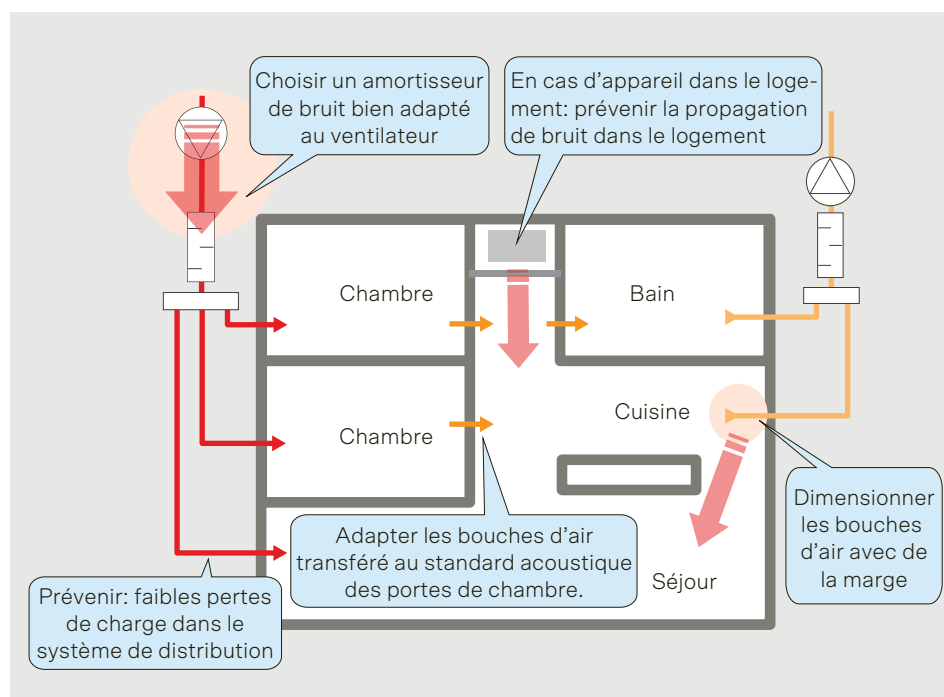 Choisir un amortisseur
de bruit bien adapté
au ventilateur
En cas d'appareil dans le loge-
ment: prévenir la propagation
de bruit dans le logement
Chambre
Bain
Chambre
Cuisine
Adapter les bouches d'air
transféré au standard acoustique
des portes de chambre.
Dimensionner
les bouches
d'air avec de
la marge
Séjour
Prévenir: faibles pertes
de charge dans le
système de distribution